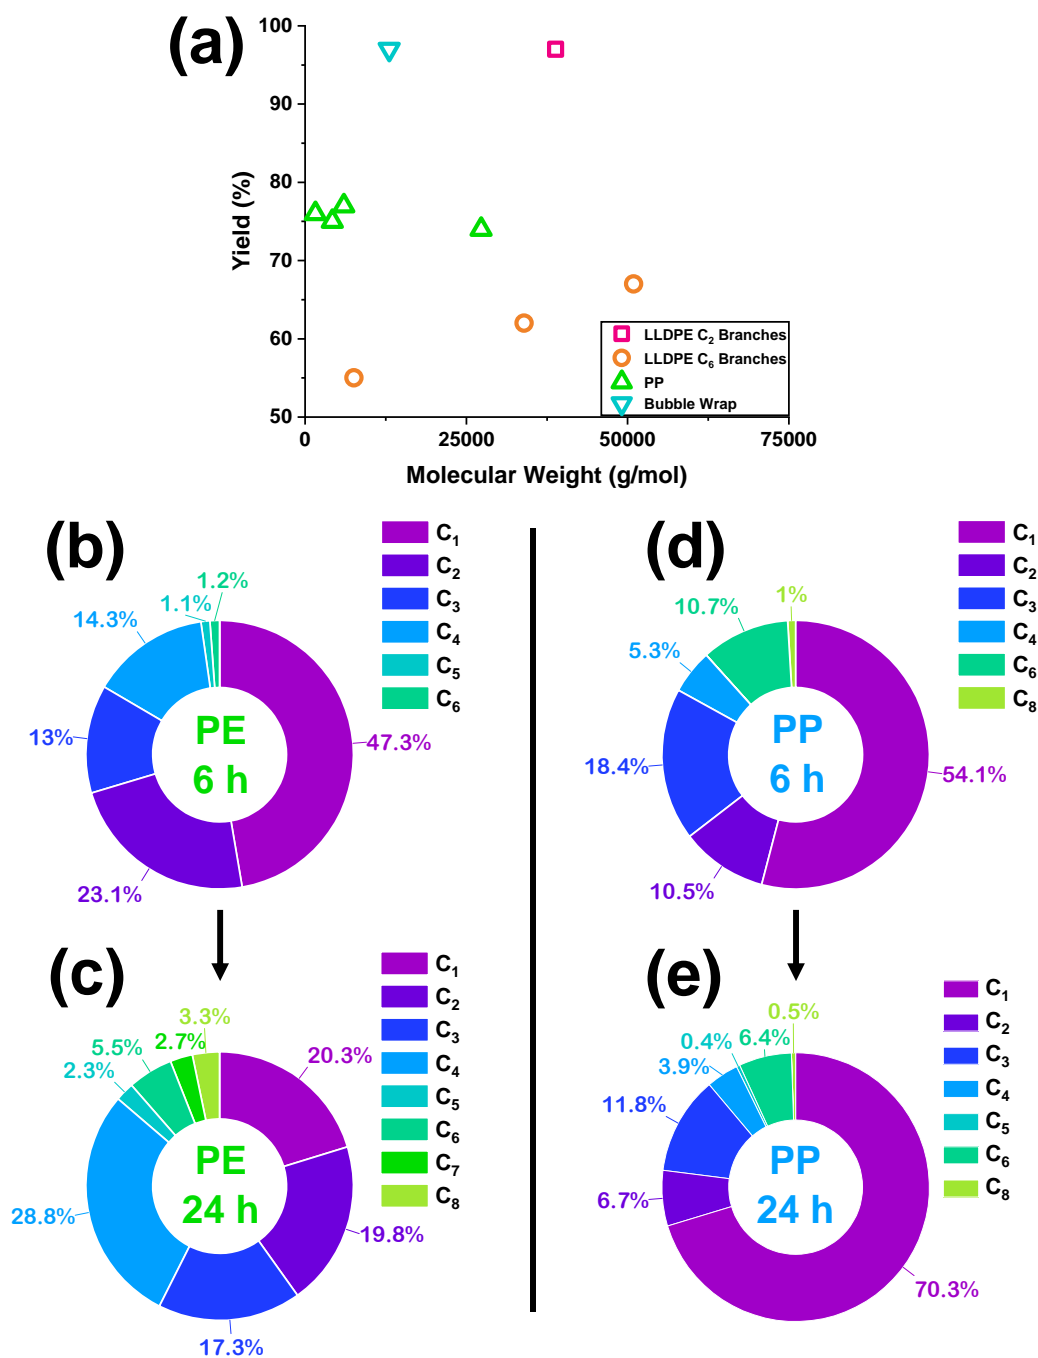 (a)
100
90
80
70
60
50
Yield (%)
0
25000
50000
75000
Molecular Weight (g/mol)
LLDPE C2 Branches
LLDPE C6 Branches
PP
Bubble Wrap
(b)
C1
C2
C3
C4
C5
C6
1.2%
1.1%
14.3%
13%
47.3%
23.1%
PE
6 h
(d)
C1
C2
C3
C4
C6
C8
1%
10.7%
5.3%
18.4%
54.1%
10.5%
PP
6 h
(c)
C1
C2
C3
C4
C5
C6
C7
C8
3.3%
2.7%
5.5%
2.3%
20.3%
28.8%
19.8%
17.3%
PE
24 h
(e)
C1
C2
C3
C4
C5
C6
C8
0.5%
6.4%
0.4%
3.9%
11.8%
6.7%
70.3%
PP
24 h